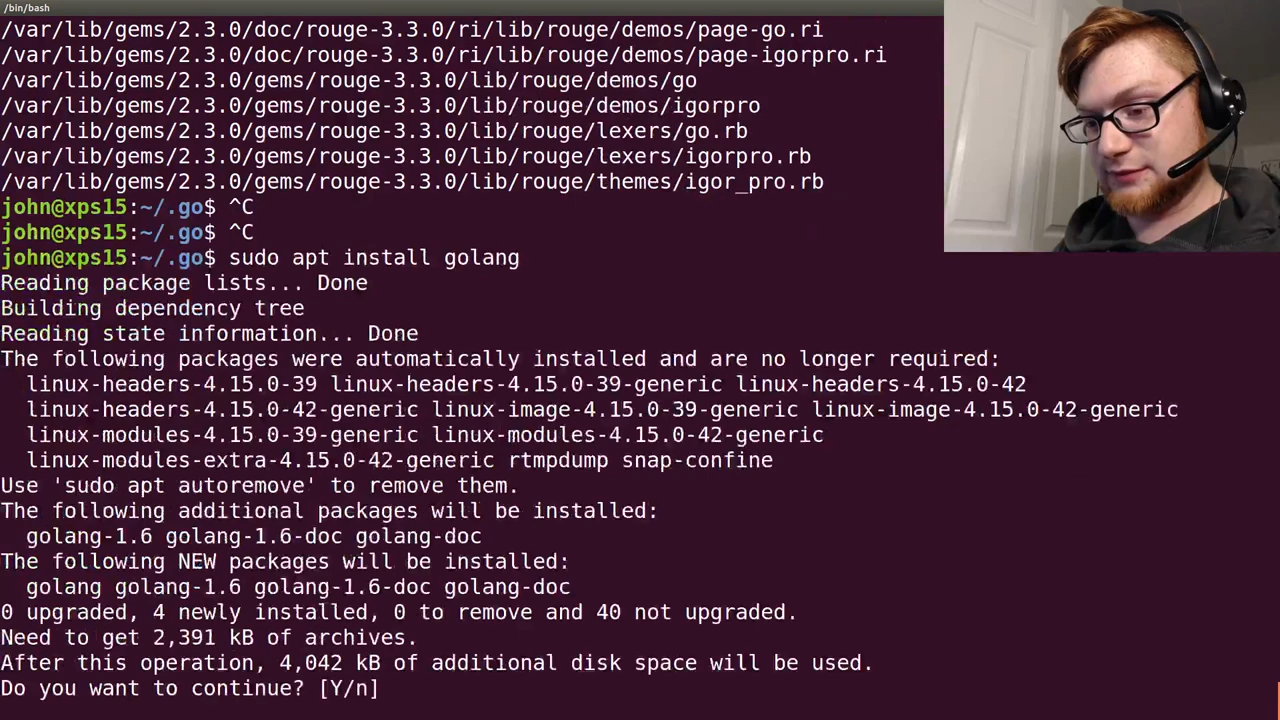 /bin/bash
/var/lib/gems/2.3.0/doc/rouge-3.3.0/ri/lib/rouge/demos/page-go.ri
/var/lib/gems/2.3.0/doc/rouge-3.3.0/ri/lib/rouge/demos/page-igorpro.ri
/var/lib/gems/2.3.0/gems/rouge-3.3.0/lib/rouge/demos/go
/var/lib/gems/2.3.0/gems/rouge-3.3.0/lib/rouge/demos/igorpro
/var/lib/gems/2.3.0/gems/rouge-3.3.0/lib/rouge/lexers/go.rb
/var/lib/gems/2.3.0/gems/rouge-3.3.0/lib/rouge/lexers/igorpro.rb
/var/lib/gems/2.3.0/gems/rouge-3.3.0/lib/rouge/themes/igor_pro.rb
john@xps15:~/.go$ ^C
john@xps15:~/.go$ ^C
john@xps15:~/.go$ sudo apt install golang
Reading package lists... Done
Building dependency tree
Reading state information... Done
The following packages were automatically installed and are no longer required:
  linux-headers-4.15.0-39 linux-headers-4.15.0-39-generic linux-headers-4.15.0-42
  linux-headers-4.15.0-42-generic linux-image-4.15.0-39-generic linux-image-4.15.0-42-generic
  linux-modules-4.15.0-39-generic linux-modules-4.15.0-42-generic
  linux-modules-extra-4.15.0-42-generic rtmpdump snap-confine
Use 'sudo apt autoremove' to remove them.
The following additional packages will be installed:
  golang-1.6 golang-1.6-doc golang-doc
The following NEW packages will be installed:
  golang golang-1.6 golang-1.6-doc golang-doc
0 upgraded, 4 newly installed, 0 to remove and 40 not upgraded.
Need to get 2,391 kB of archives.
After this operation, 4,042 kB of additional disk space will be used.
Do you want to continue? [Y/n]